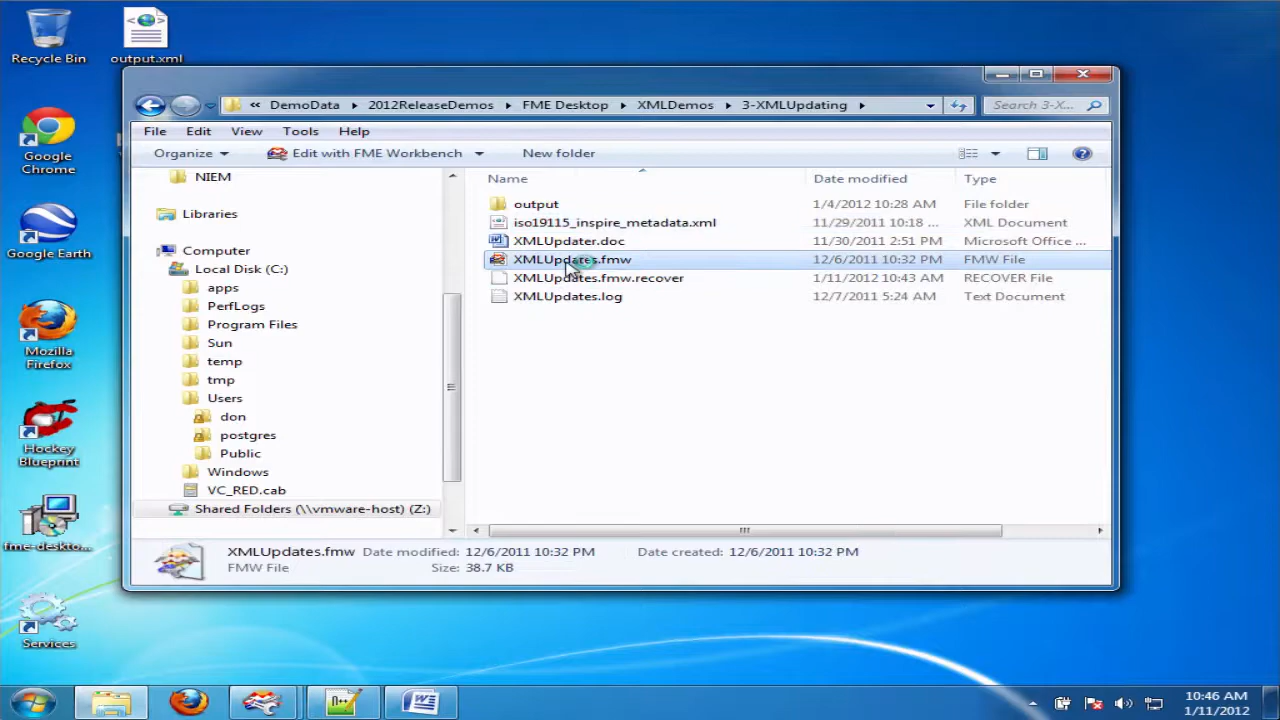 Recycle Bin
output.xml
Google Chrome
Google Earth
Mozilla Firefox
Hockey Blueprint
fme-deskto...
Services
« DemoData ▸ 2012ReleaseDemos ▸ FME Desktop ▸ XMLDemos ▸ 3-XMLUpdating ▸
Search 3-X...
File Edit View Tools Help
Organize Edit with FME Workbench New folder
NIEM
Libraries
Computer
Local Disk (C:)
apps
PerfLogs
Program Files
Sun
temp
tmp
Users
don
postgres
Public
Windows
VC_RED.cab
Shared Folders (\\vmware-host) (Z:)
Name Date modified Type
output 1/4/2012 10:28 AM File folder
iso19115_inspire_metadata.xml 11/29/2011 10:18 ... XML Document
XMLUpdater.doc 11/30/2011 2:51 PM Microsoft Office ...
XMLUpdates.fmw 12/6/2011 10:32 PM FMW File
XMLUpdates.fmw.recover 1/11/2012 10:43 AM RECOVER File
XMLUpdates.log 12/7/2011 5:24 AM Text Document
XMLUpdates.fmw Date modified: 12/6/2011 10:32 PM Date created: 12/6/2011 10:32 PM
FMW File Size: 38.7 KB
10:46 AM
1/11/2012